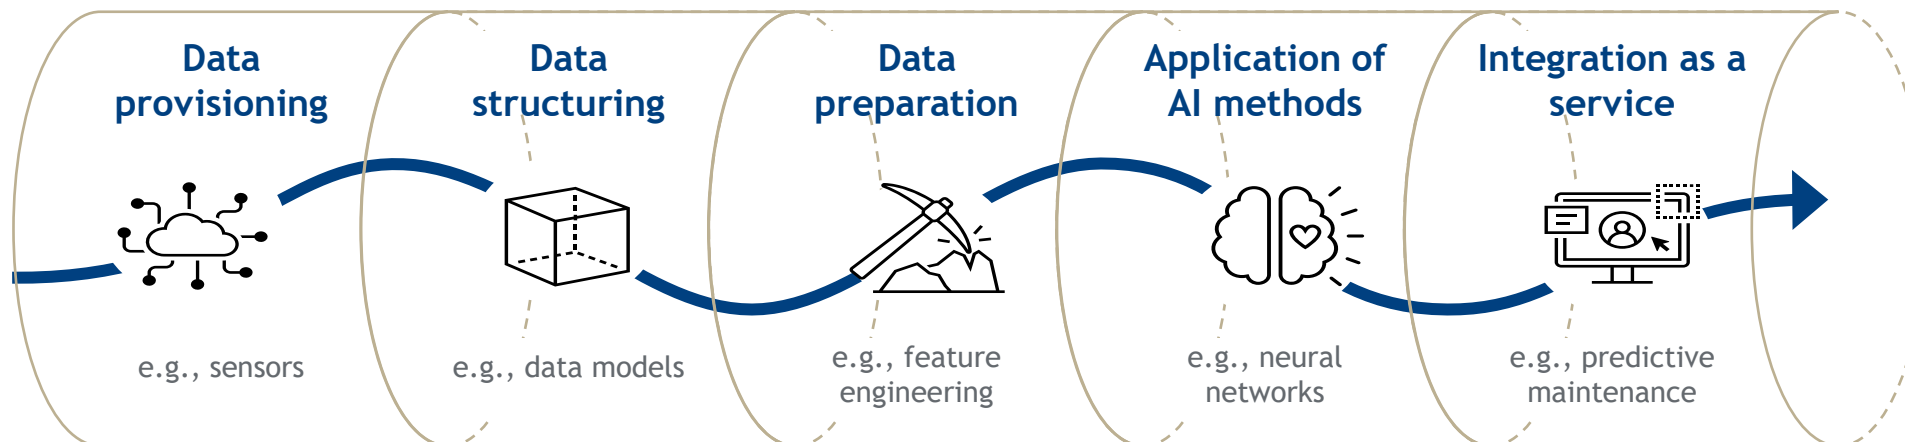 Data
provisioning
e.g., sensors
Data
structuring
e.g., data models
Data
preparation
e.g., feature
engineering
Application of
AI methods
e.g., neural
networks
Integration as a
service
e.g., predictive
maintenance